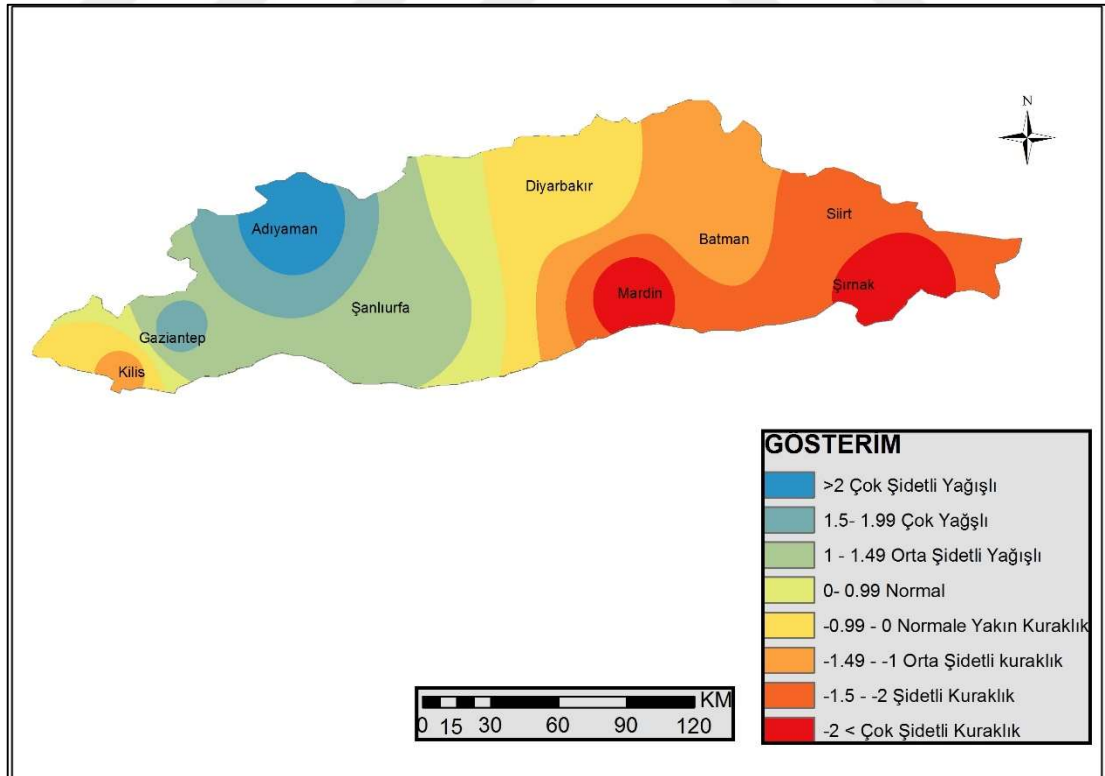 N
Diyarbakır
Siirt
Adıyaman
Batman
Şırnak
Mardin
Şanlıurfa
Gaziantep
Kilis
GÖSTERİM
>2 Çok Şidetli Yağışlı
1.5- 1.99 Çok Yağşlı
1 - 1.49 Orta Şidetli Yağışlı
0- 0.99 Normal
-0.99 - 0 Normale Yakın Kuraklık
-1.49 - -1 Orta Şidetli kuraklık
-1.5 - -2 Şidetli Kuraklık
-2 < Çok Şidetli Kuraklık
KM
0 15 30 60 90 120